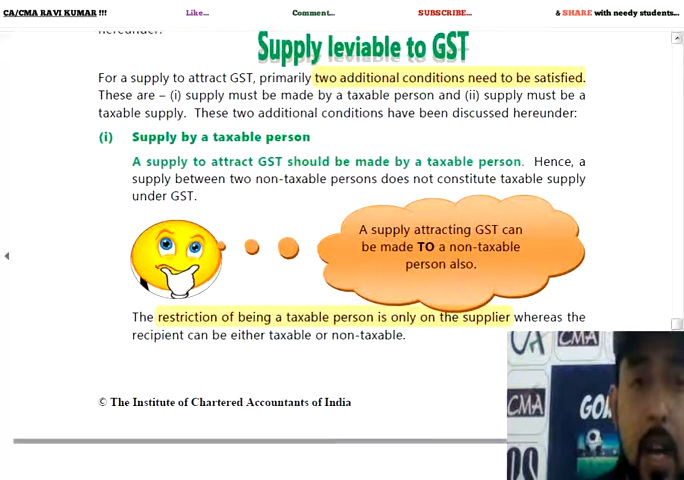 CA/CMA RAVI KUMAR !!! Like... Comment... SUBSCRIBE... & SHARE with needy students...
hereunder.
Supply leviable to GST
For a supply to attract GST, primarily two additional conditions need to be satisfied.
These are – (i) supply must be made by a taxable person and (ii) supply must be a
taxable supply. These two additional conditions have been discussed hereunder:
(i) Supply by a taxable person
A supply to attract GST should be made by a taxable person. Hence, a
supply between two non-taxable persons does not constitute taxable supply
under GST.
A supply attracting GST can
be made TO a non-taxable
person also.
The restriction of being a taxable person is only on the supplier whereas the
recipient can be either taxable or non-taxable.
© The Institute of Chartered Accountants of India
CMA
CMA